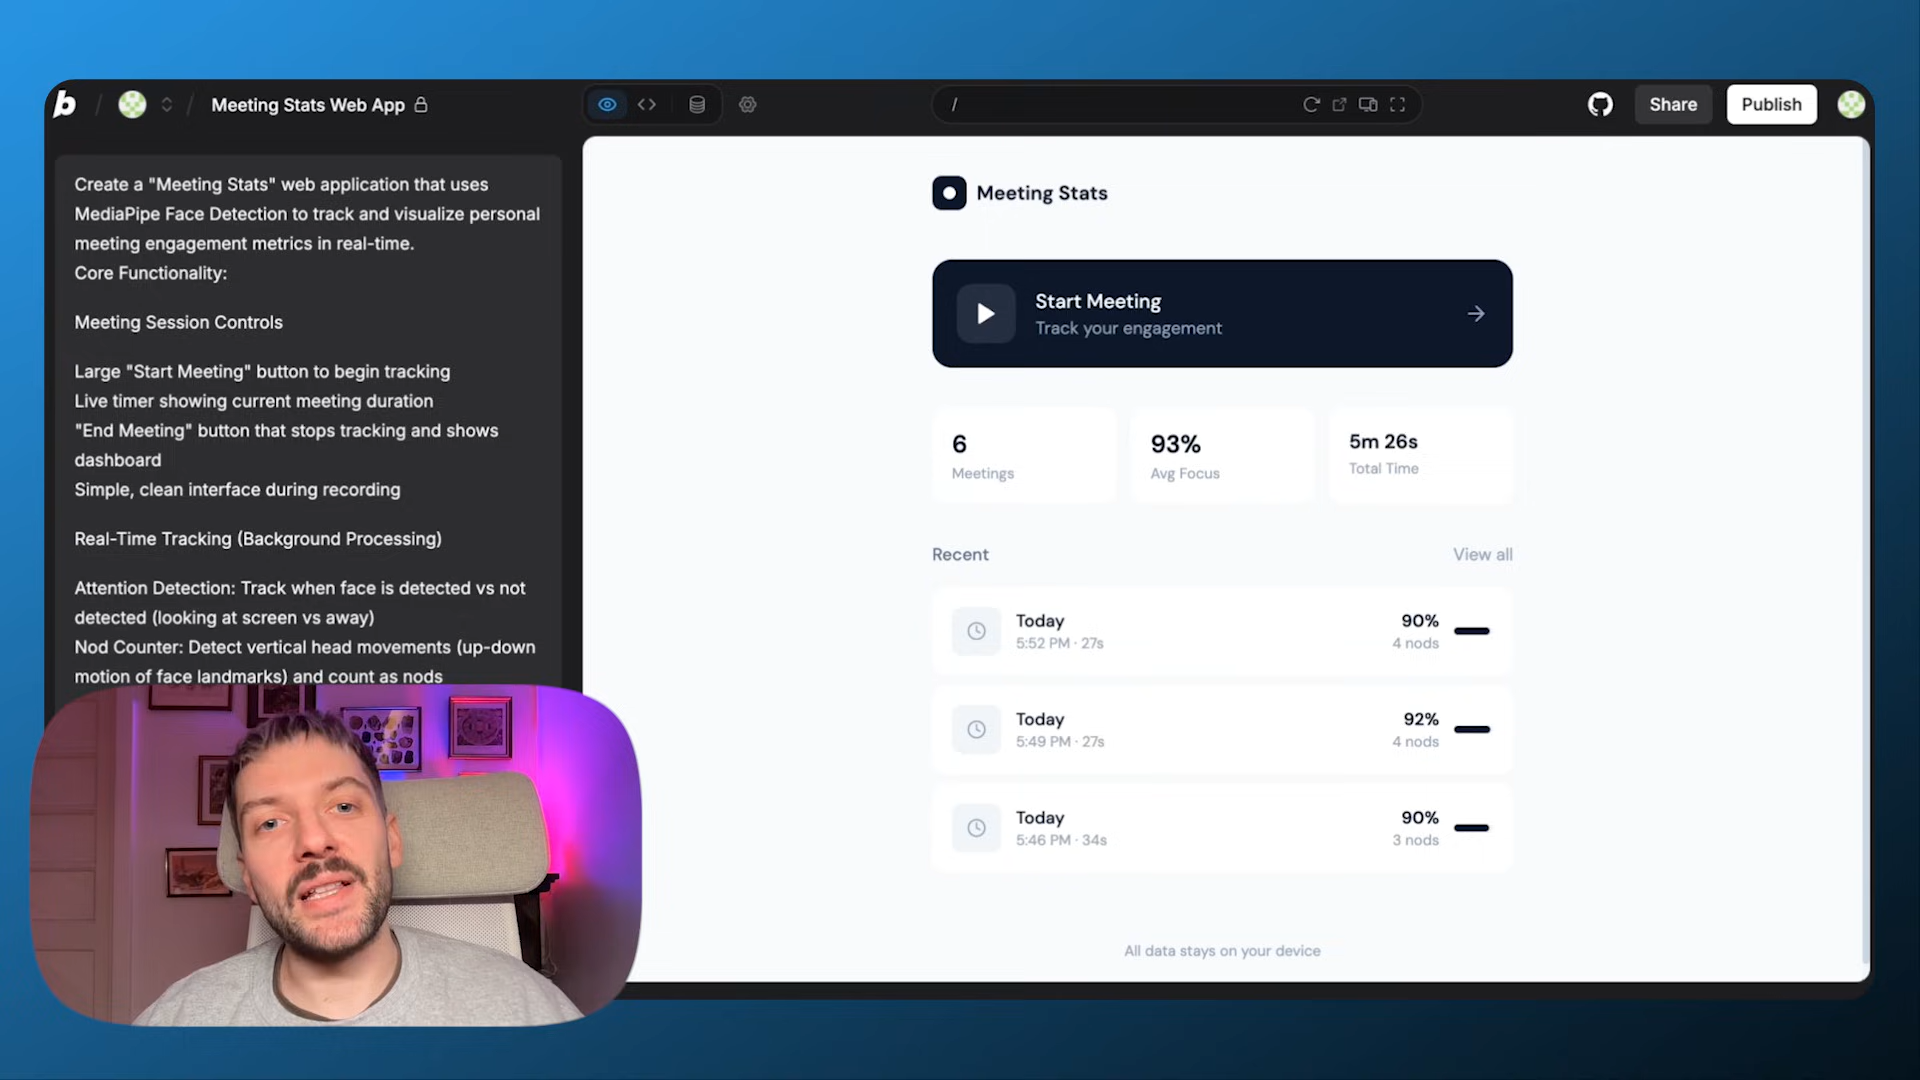 b / / Meeting Stats Web App
/
Share
Publish
Create a "Meeting Stats" web application that uses
MediaPipe Face Detection to track and visualize personal
meeting engagement metrics in real-time.
Core Functionality:
Meeting Session Controls
Large "Start Meeting" button to begin tracking
Live timer showing current meeting duration
"End Meeting" button that stops tracking and shows
dashboard
Simple, clean interface during recording
Real-Time Tracking (Background Processing)
Attention Detection: Track when face is detected vs not
detected (looking at screen vs away)
Nod Counter: Detect vertical head movements (up-down
motion of face landmarks) and count as nods
Meeting Stats
Start Meeting
Track your engagement
6
Meetings
93%
Avg Focus
5m 26s
Total Time
Recent
View all
Today
5:52 PM · 27s
90%
4 nods
Today
5:49 PM · 27s
92%
4 nods
Today
5:46 PM · 34s
90%
3 nods
All data stays on your device